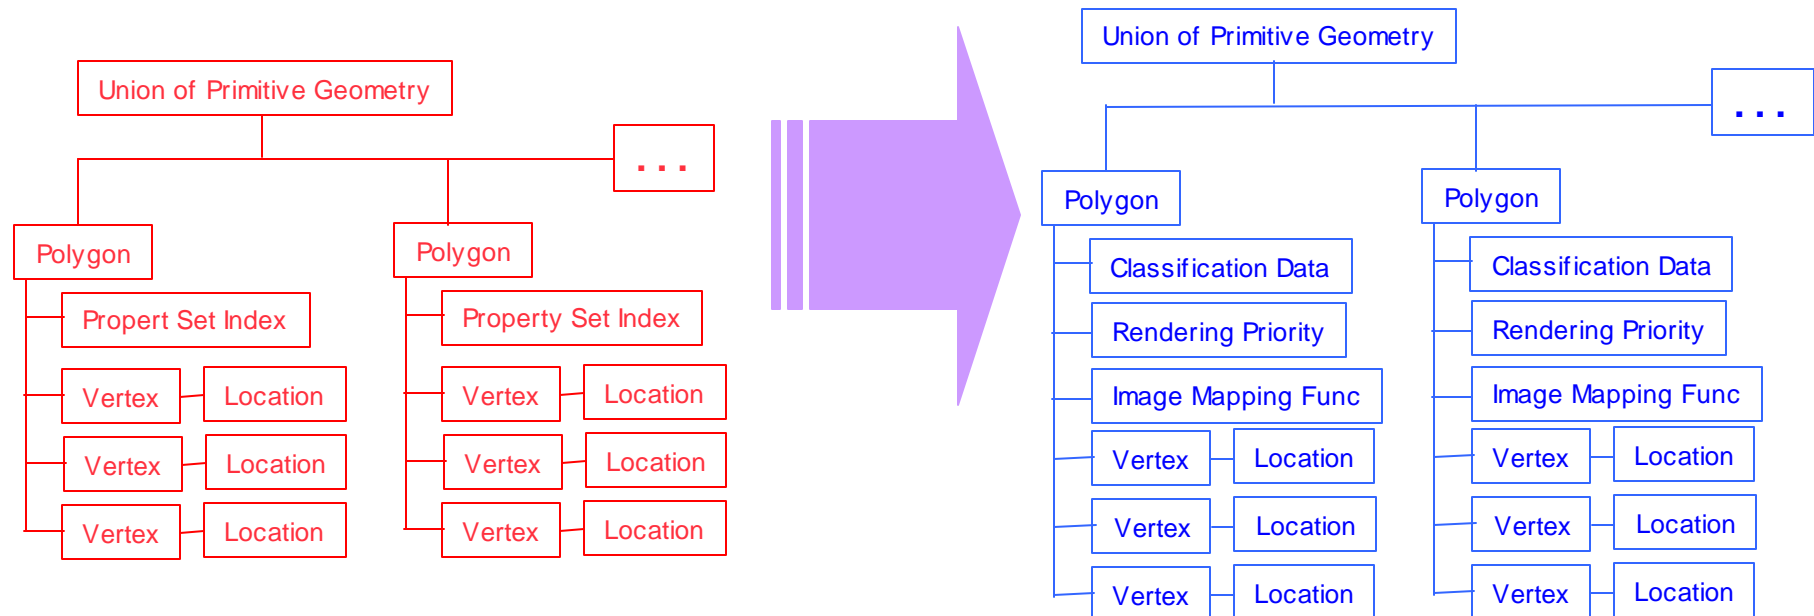 Union of Primitive Geometry
. . .
Polygon
Propert Set Index
Vertex
Location
Vertex
Location
Vertex
Location
Polygon
Property Set Index
Vertex
Location
Vertex
Location
Vertex
Location
Union of Primitive Geometry
. . .
Polygon
Classification Data
Rendering Priority
Image Mapping Func
Vertex
Location
Vertex
Location
Vertex
Location
Polygon
Classification Data
Rendering Priority
Image Mapping Func
Vertex
Location
Vertex
Location
Vertex
Location